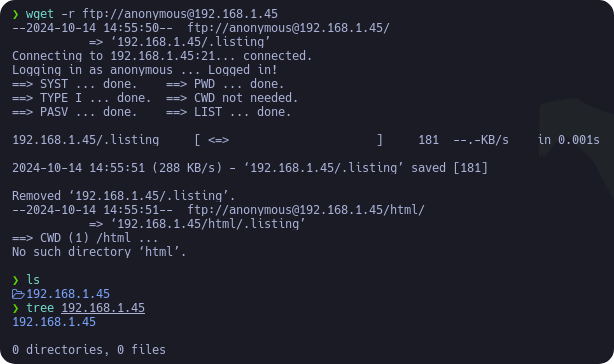 ❯ wget -r ftp://anonymous@192.168.1.45
--2024-10-14 14:55:50--  ftp://anonymous@192.168.1.45/
           => ‘192.168.1.45/.listing’
Connecting to 192.168.1.45:21... connected.
Logging in as anonymous ... Logged in!
==> SYST ... done.    ==> PWD ... done.
==> TYPE I ... done.  ==> CWD not needed.
==> PASV ... done.    ==> LIST ... done.
192.168.1.45/.listing     [ <=>                     ]     181  --.-KB/s    in 0.001s
2024-10-14 14:55:51 (288 KB/s) - ‘192.168.1.45/.listing’ saved [181]
Removed ‘192.168.1.45/.listing’.
--2024-10-14 14:55:51--  ftp://anonymous@192.168.1.45/html/
           => ‘192.168.1.45/html/.listing’
==> CWD (1) /html ...
No such directory ‘html’.
❯ ls
192.168.1.45
❯ tree 192.168.1.45
192.168.1.45
0 directories, 0 files